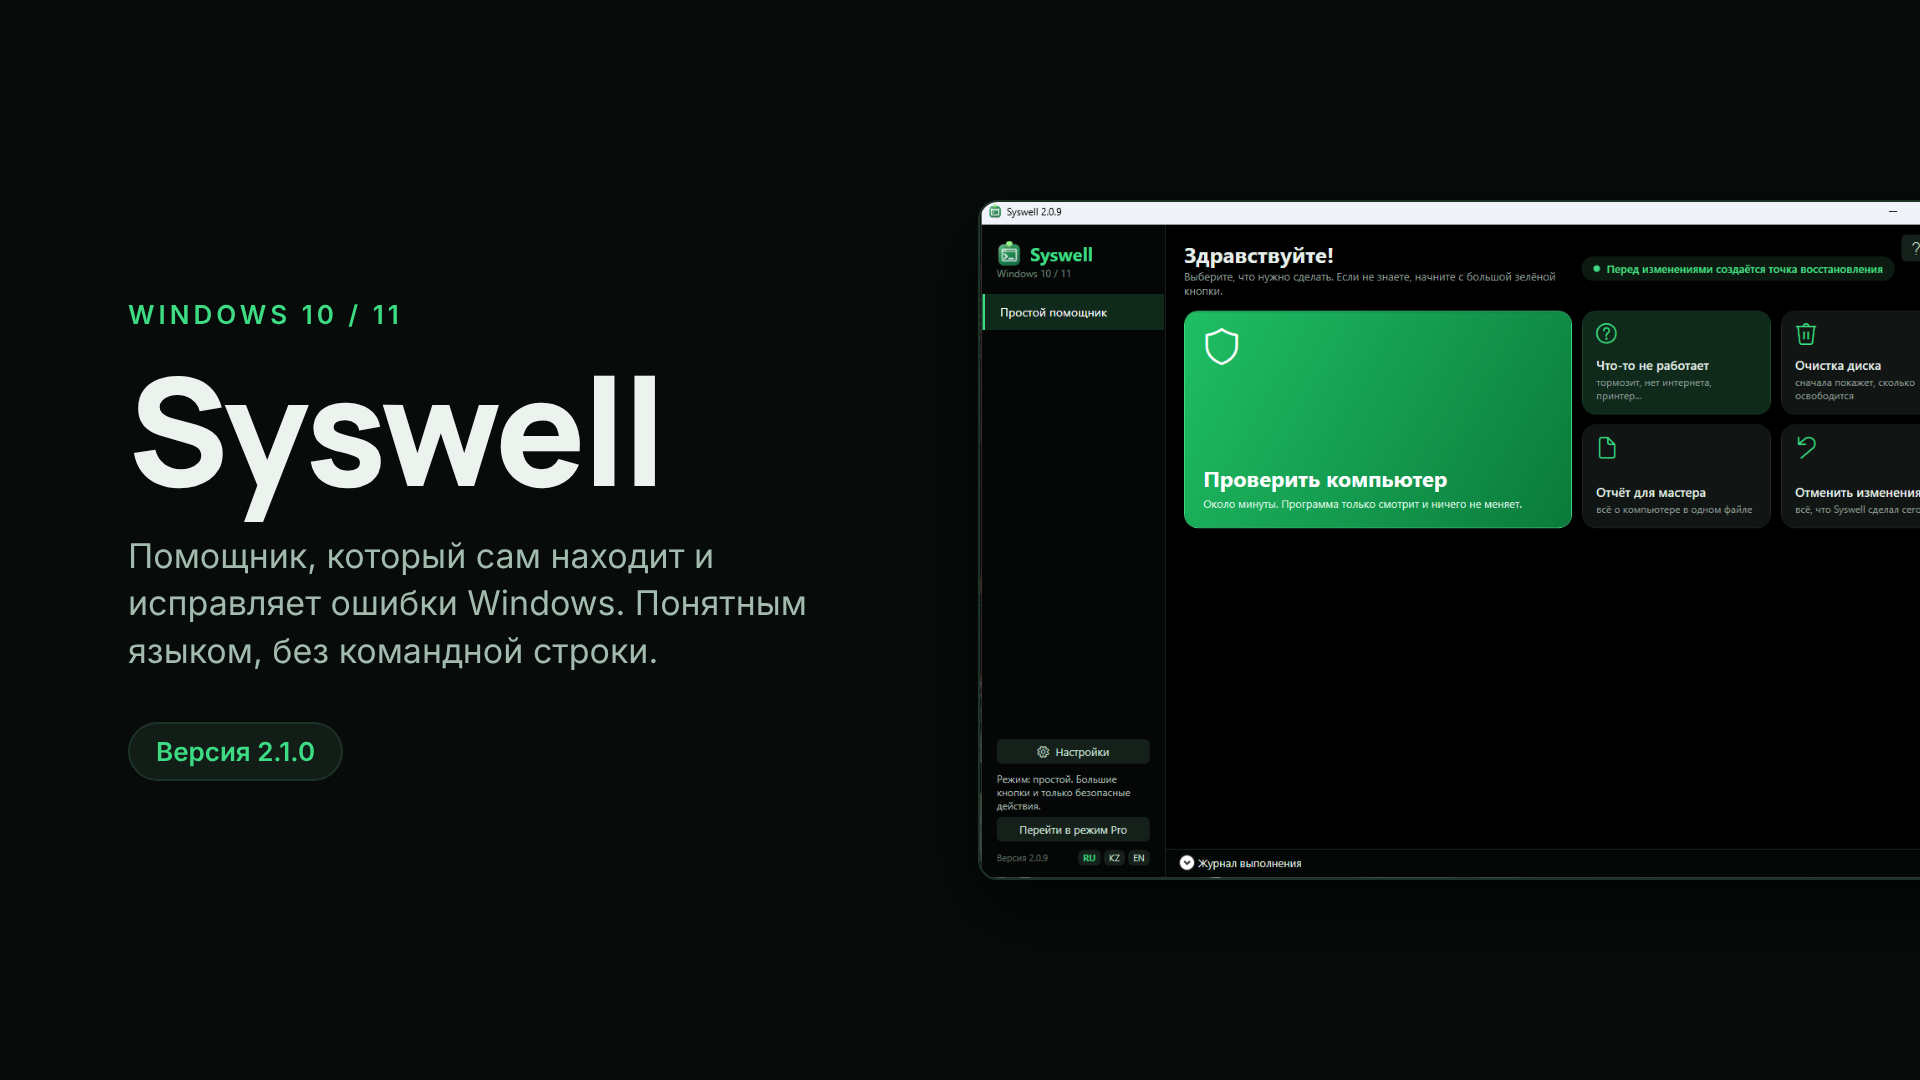 WINDOWS 10 / 11
Syswell
Помощник, который сам находит и
исправляет ошибки Windows. Понятным
языком, без командной строки.
Версия 2.1.0
Syswell 2.0.9
Syswell
Windows 10 / 11
Простой помощник
Настройки
Режим: простой. Большие
кнопки и только безопасные
действия.
Перейти в режим Pro
Версия 2.0.9
RU KZ EN
Здравствуйте!
Выберите, что нужно сделать. Если не знаете, начните с большой зелёной
кнопки.
Перед изменениями создаётся точка восстановления
?
Проверить компьютер
Около минуты. Программа только смотрит и ничего не меняет.
Что-то не работает
тормозит, нет интернета,
принтер...
Очистка диска
сначала покажет, сколько
освободится
Отчёт для мастера
всё о компьютере в одном файле
Отменить изменения
всё, что Syswell сделал
Журнал выполнения